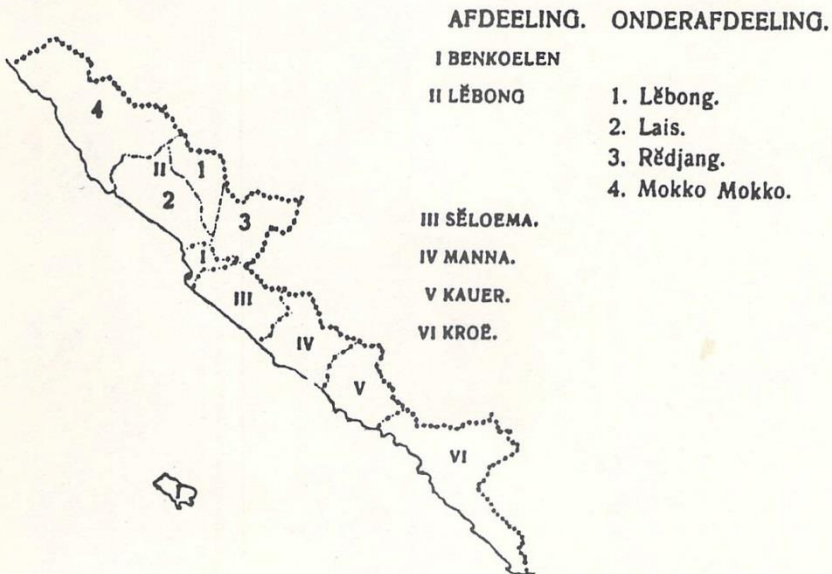 AFDEELING. ONDERAFDEELING.
I BENKOELEN
II LĔBONG 1. Lĕbong.
2. Lais.
3. Rĕdjang.
4. Mokko Mokko.
III SĔLOEMA.
IV MANNA.
V KAUER.
VI KROË.
4
II
1
2
3
I
III
IV
V
VI
I